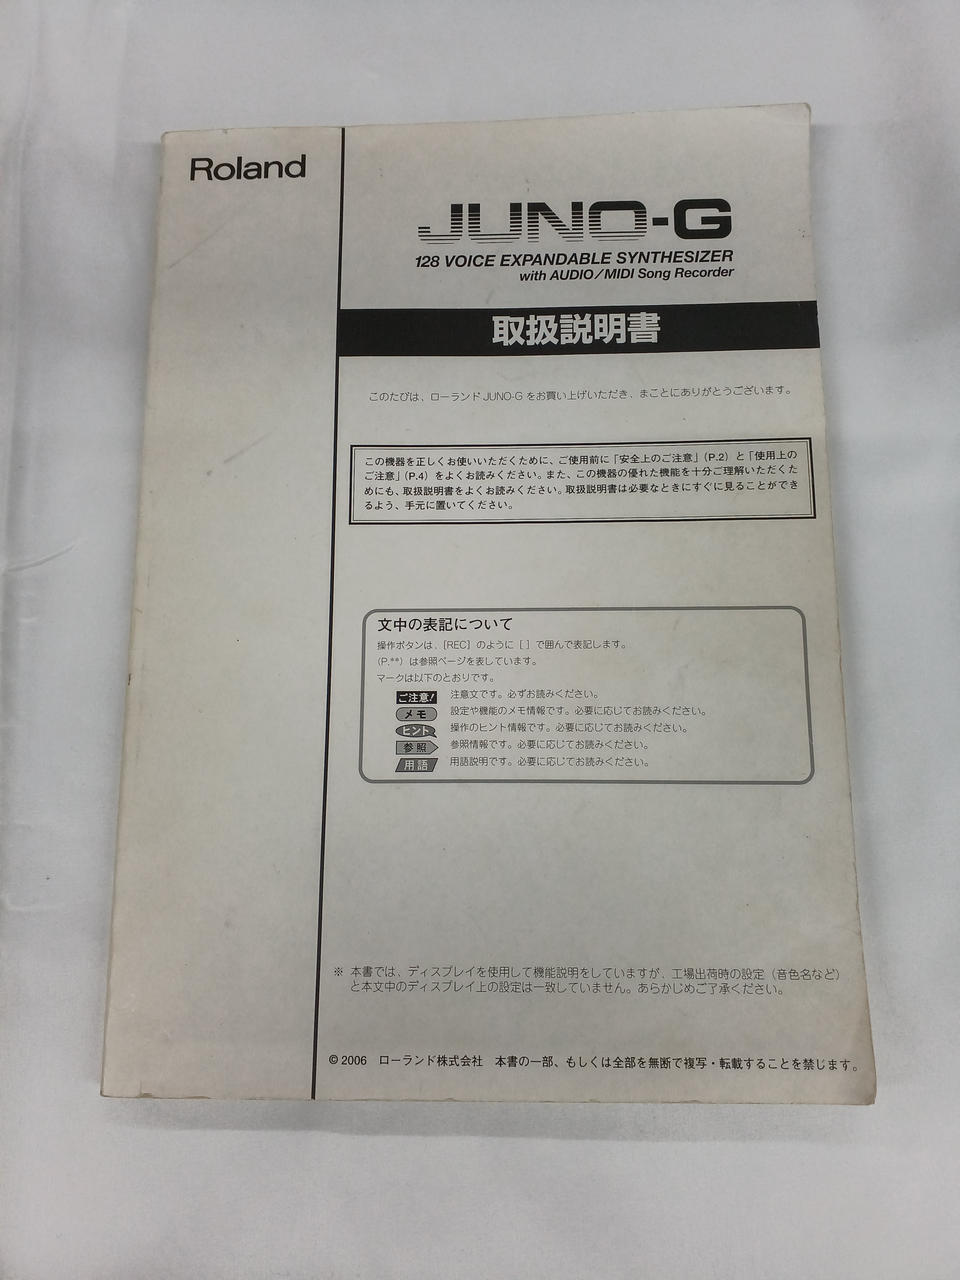 Roland
JUNO-G
128 VOICE EXPANDABLE SYNTHESIZER
with AUDIO/MIDI Song Recorder
取扱説明書
このたびは、ローランド JUNO-G をお買い上げいただき、まことにありがとうございます。
この機器を正しくお使いいただくために、ご使用前に「安全上のご注意」(P.2) と「使用上の
ご注意」(P.4) をよくお読みください。また、この機器の優れた機能を十分ご理解いただくた
めにも、取扱説明書をよくお読みください。取扱説明書は必要なときにすぐに見ることができ
るよう、手元に置いてください。
文中の表記について
操作ボタンは、[REC] のように [ ] で囲んで表記します。
(P.**) は参照ページを表しています。
マークは以下のとおりです。
ご注意! 注意文です。必ずお読みください。
メモ 設定や機能のメモ情報です。必要に応じてお読みください。
ヒント 操作のヒント情報です。必要に応じてお読みください。
参照 参照情報です。必要に応じてお読みください。
用語 用語説明です。必要に応じてお読みください。
※ 本書では、ディスプレイを使用して機能説明をしていますが、工場出荷時の設定(音色名など)
と本文中のディスプレイ上の設定は一致していません。あらかじめご了承ください。
© 2006 ローランド株式会社 本書の一部、もしくは全部を無断で複写・転載することを禁じます。